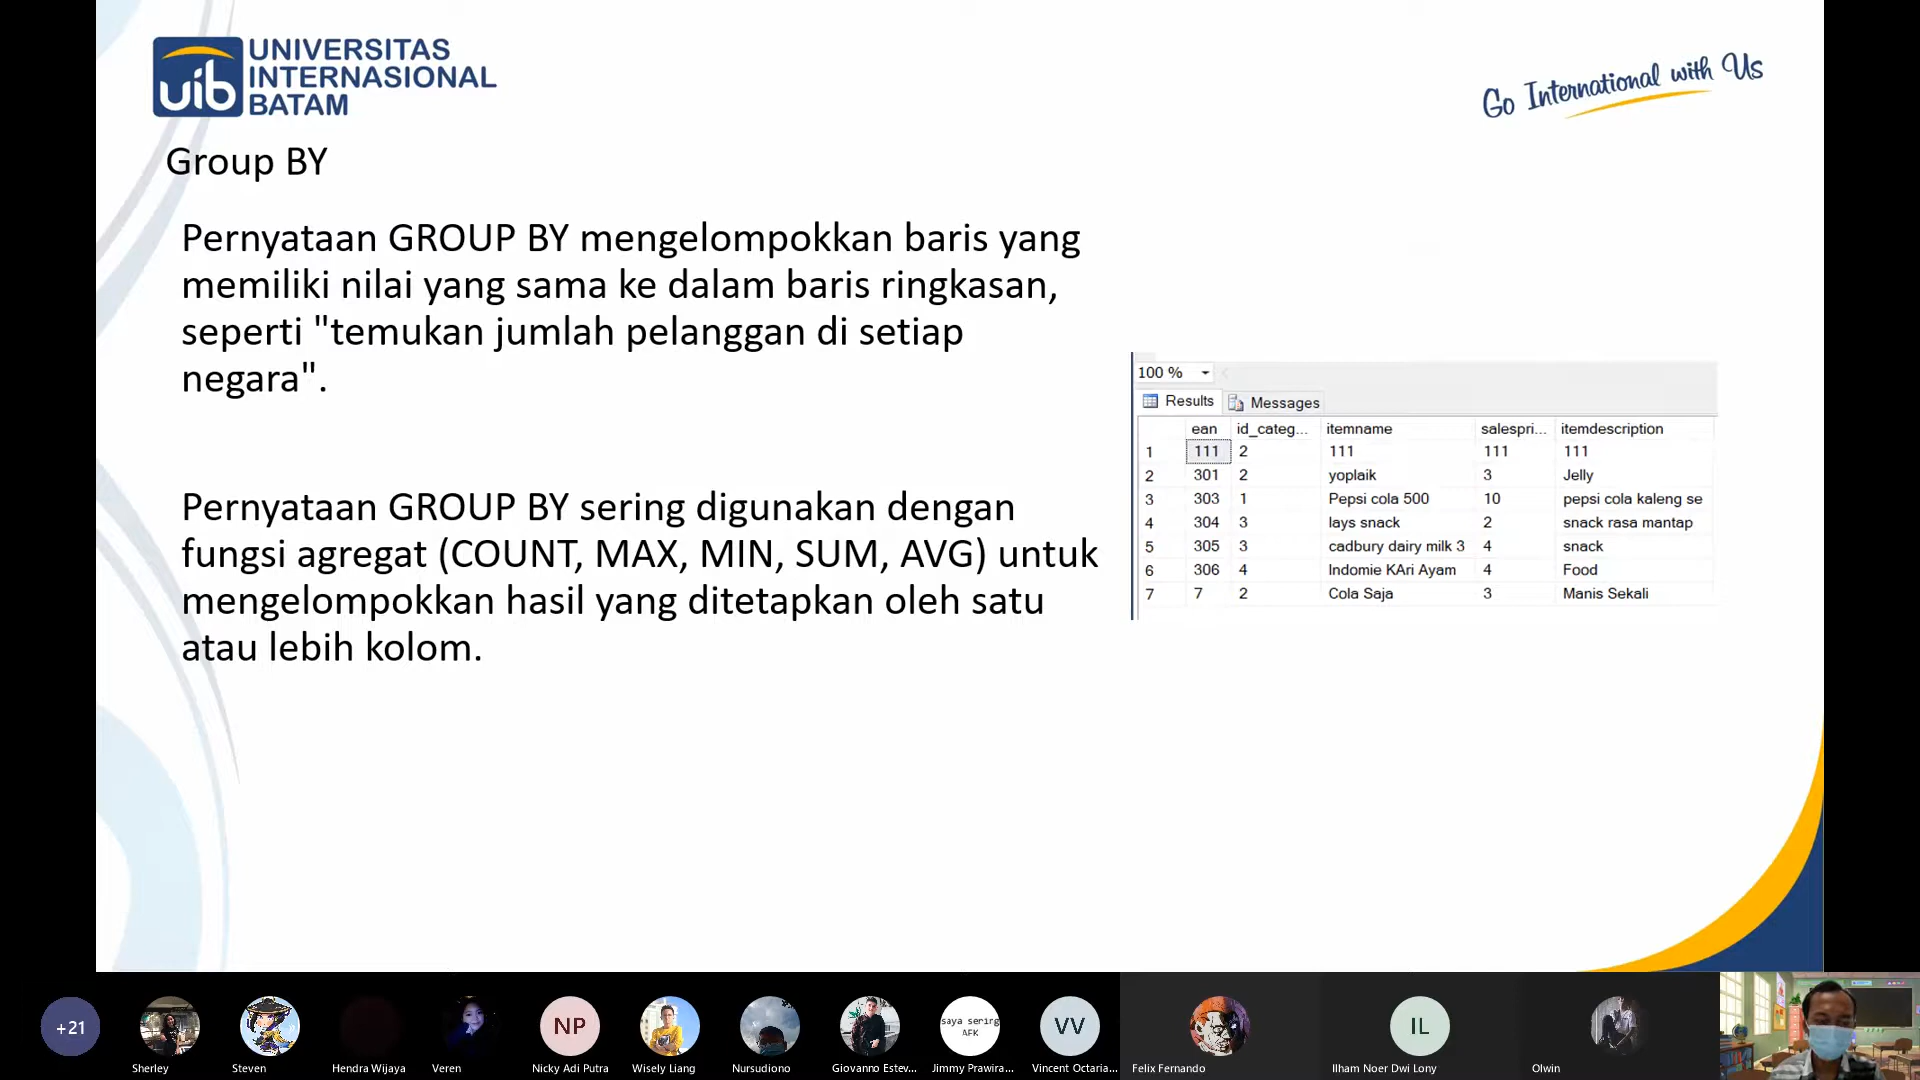 uib
UNIVERSITAS
INTERNASIONAL
BATAM
Go International with Us
Group BY
Pernyataan GROUP BY mengelompokkan baris yang
memiliki nilai yang sama ke dalam baris ringkasan,
seperti "temukan jumlah pelanggan di setiap
negara".
Pernyataan GROUP BY sering digunakan dengan
fungsi agregat (COUNT, MAX, MIN, SUM, AVG) untuk
mengelompokkan hasil yang ditetapkan oleh satu
atau lebih kolom.
100 %
Results Messages
ean id_categ... itemname salespri... itemdescription
1 111 2 111 111 111
2 301 2 yoplaik 3 Jelly
3 303 1 Pepsi cola 500 10 pepsi cola kaleng se
4 304 3 lays snack 2 snack rasa mantap
5 305 3 cadbury dairy milk 3 4 snack
6 306 4 Indomie KAri Ayam 4 Food
7 7 2 Cola Saja 3 Manis Sekali
+21 NP saya sering VV IL
AFK
Sherley Steven Hendra Wijaya Veren Nicky Adi Putra Wisely Liang Nursudiono Giovanno Estev... Jimmy Prawira... Vincent Octaria... Felix Fernando Ilham Noer Dwi Lony Olwin